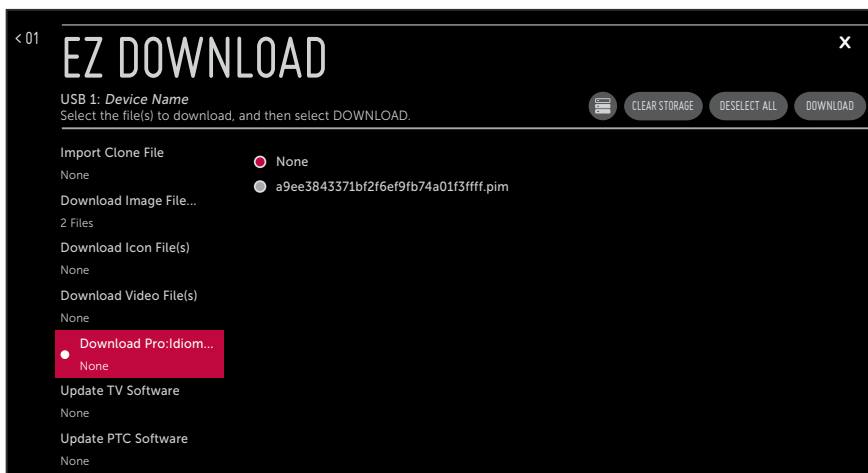 < 01
EZ DOWNLOAD
X
USB 1: Device Name
Select the file(s) to download, and then select DOWNLOAD.
CLEAR STORAGE
DESELECT ALL
DOWNLOAD
Import Clone File
None
Download Image File...
2 Files
Download Icon File(s)
None
Download Video File(s)
None
Download Pro:Idiom...
None
Update TV Software
None
Update PTC Software
None
None
a9ee3843371bf2f6ef9fb74a01f3ffff.pim